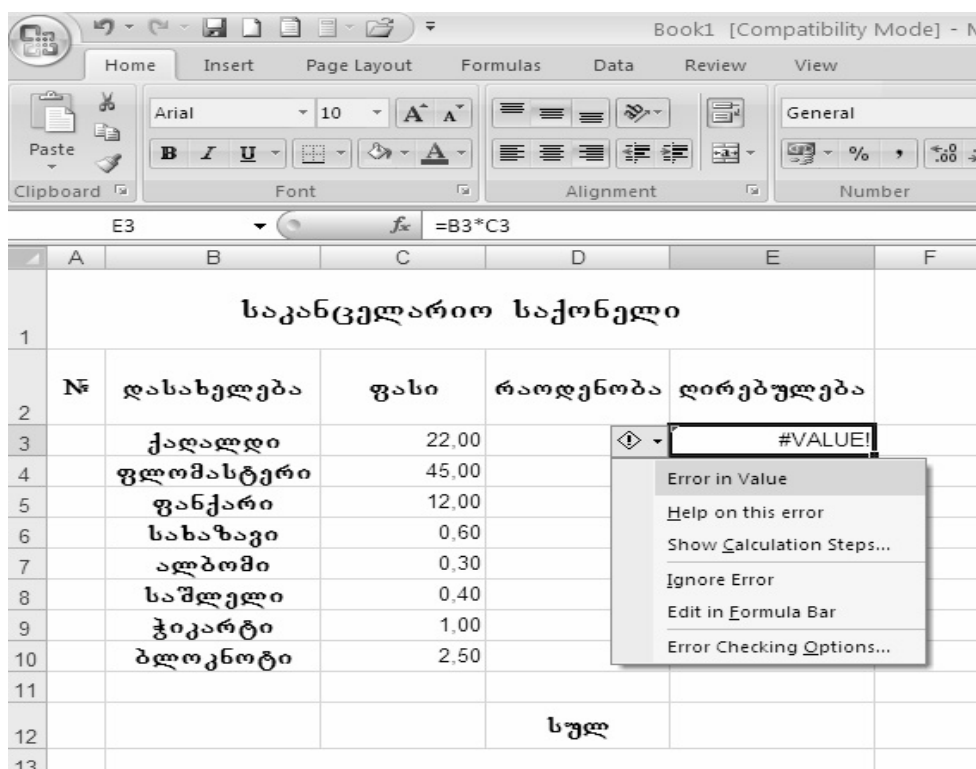 Book1 [Compatibility Mode] -
Home Insert Page Layout Formulas Data Review View
Arial 10 A A General
Paste B I U A % ,
Clipboard Font Alignment Number
E3 fx =B3*C3
A B C D E F
1 საკანცელარიო საქონელი
2 № დასახელება ფასი რაოდენობა ღირებულება
3 ქაღალდი 22,00 #VALUE!
4 ფლომასტერი 45,00
5 ფანქარი 12,00
6 სახაზავი 0,60
7 ალბომი 0,30
8 საშლელი 0,40
9 ჭიკარტი 1,00
10 ბლოკნოტი 2,50
11
12 სულ
13
Error in Value
Help on this error
Show Calculation Steps...
Ignore Error
Edit in Formula Bar
Error Checking Options...